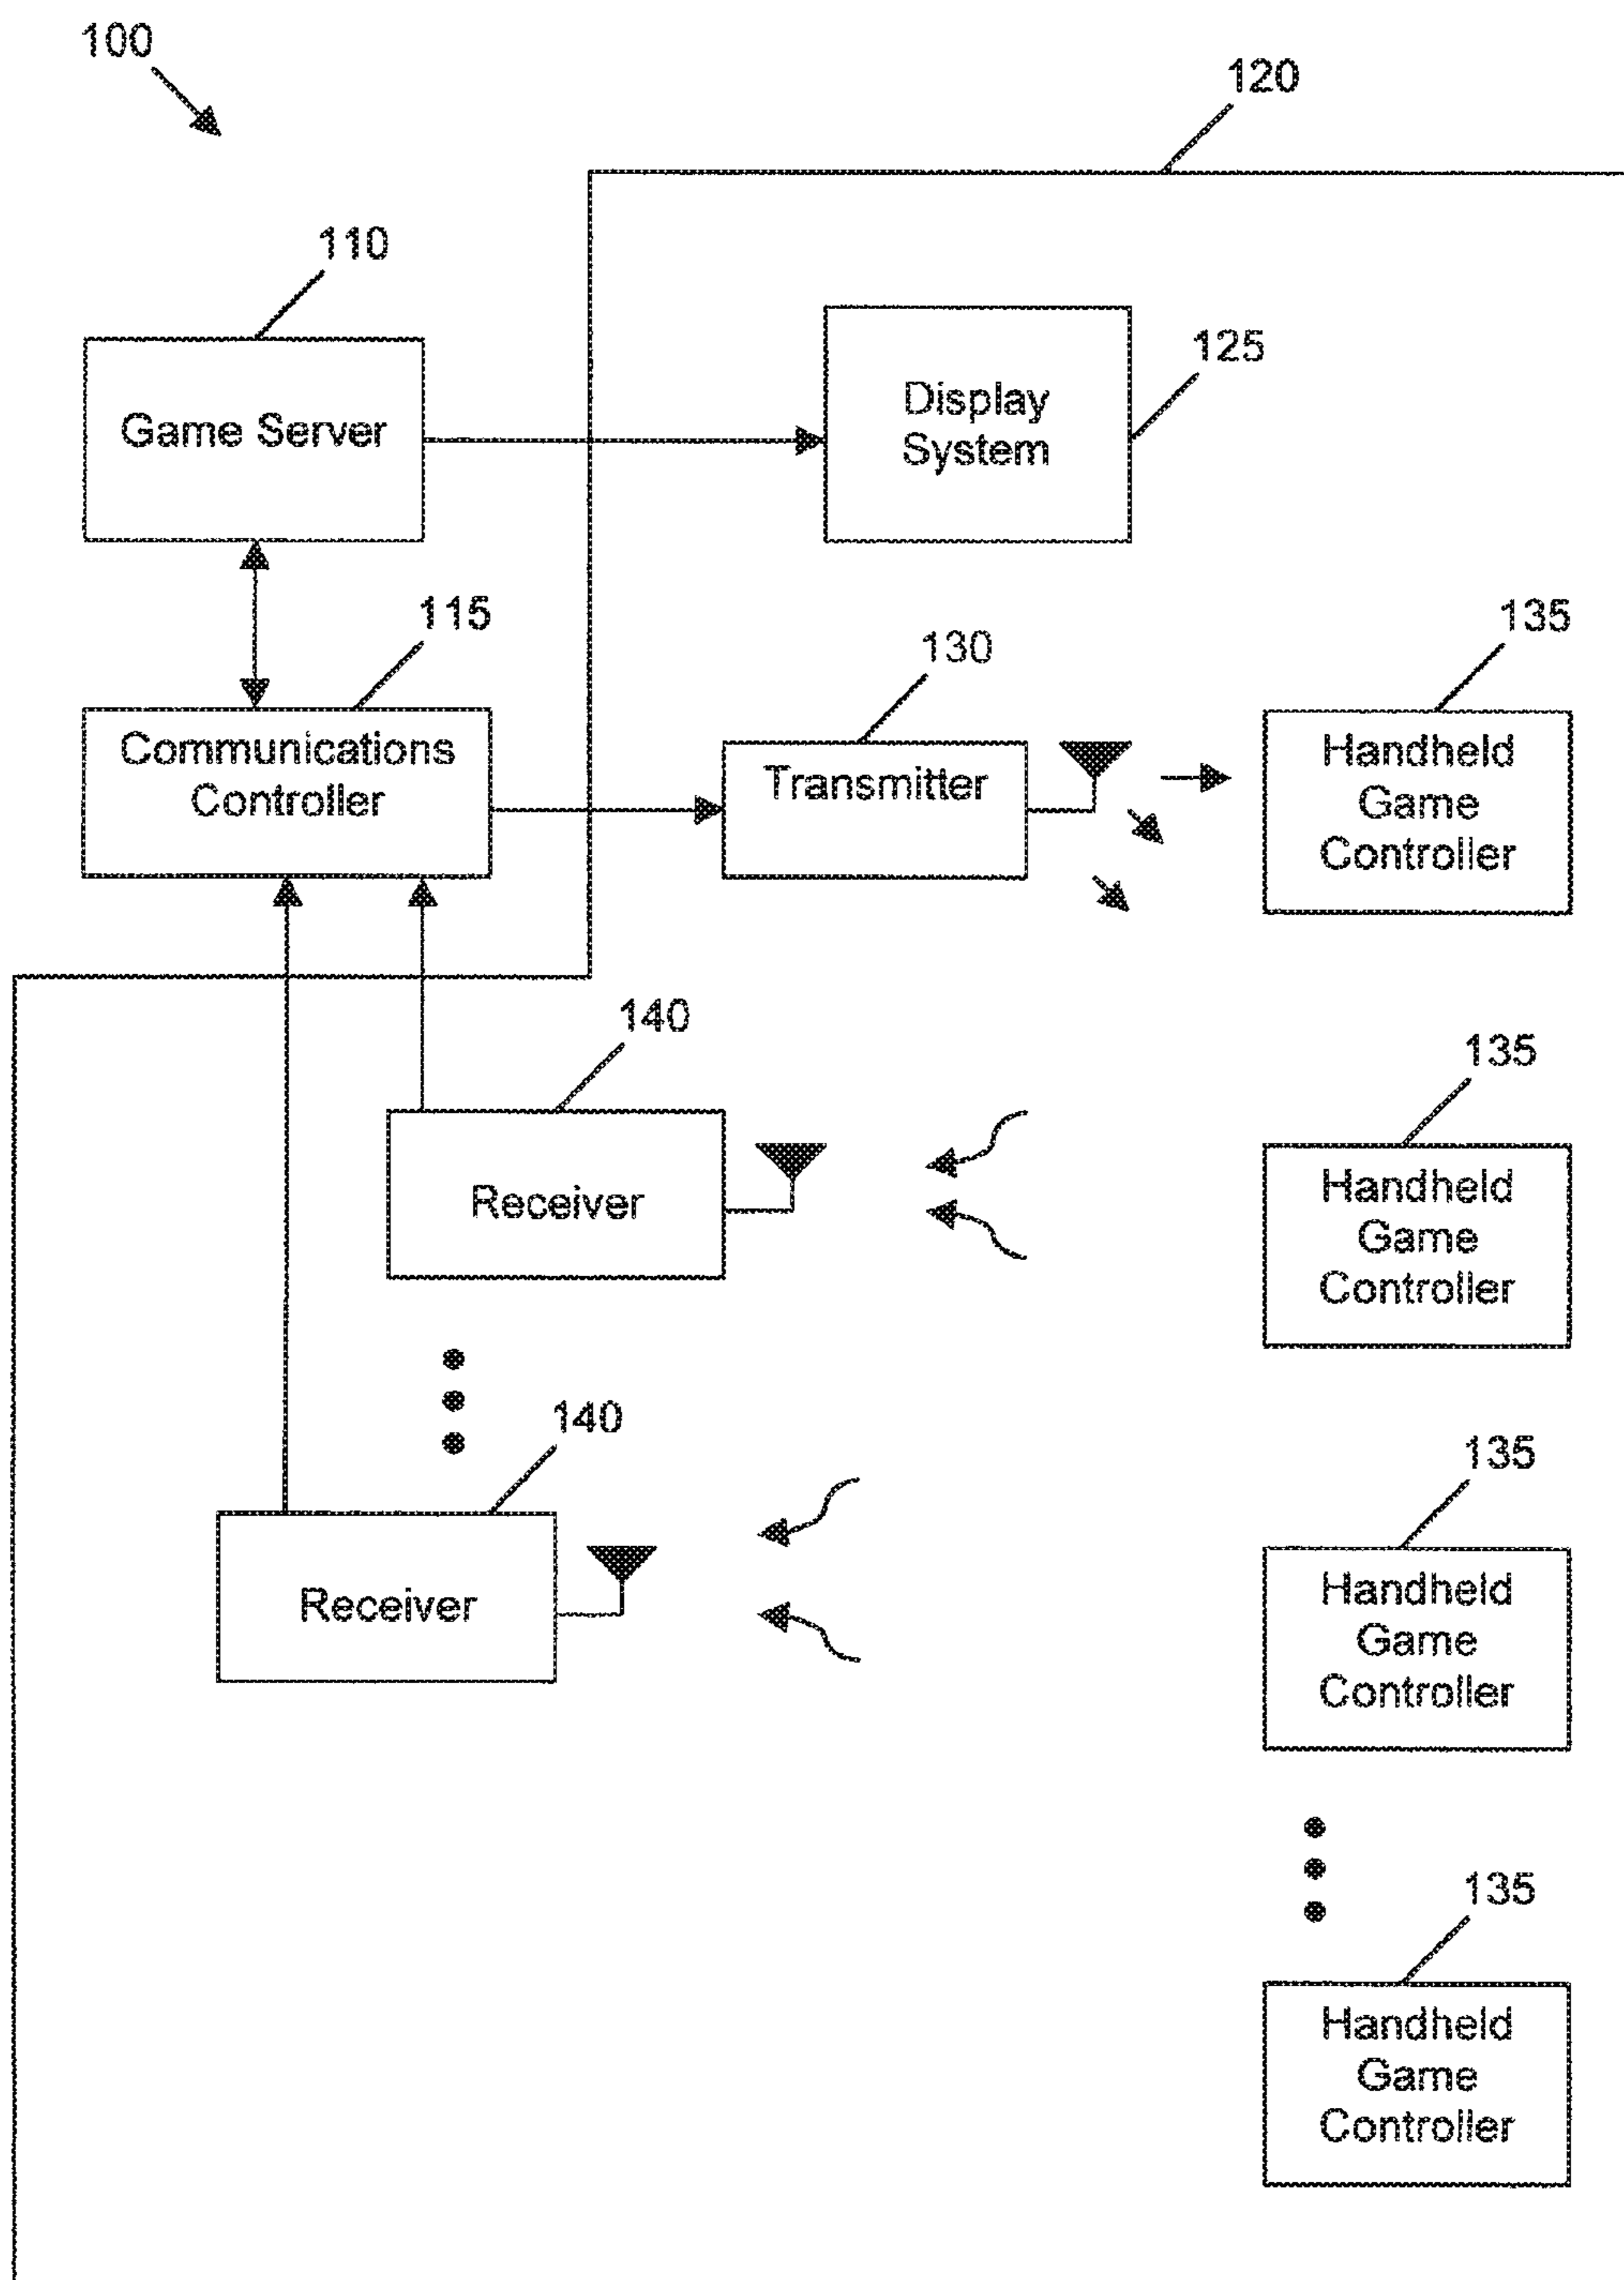 100
120
110
Game Server
Display
System
125
115
Communications
Controller
130
Transmitter
135
Handheld
Game
Controller
140
Receiver
135
Handheld
Game
Controller
140
Receiver
135
Handheld
Game
Controller
135
Handheld
Game
Controller